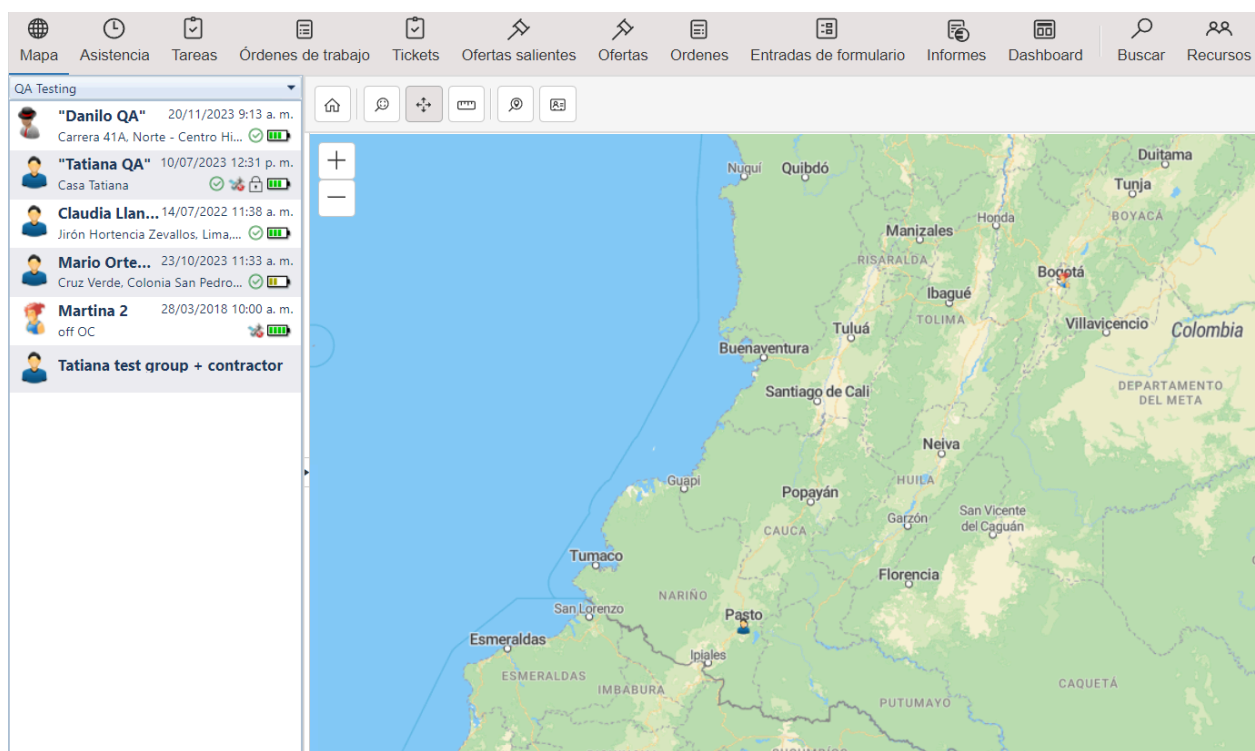 Mapa Asistencia Tareas Órdenes de trabajo Tickets Ofertas salientes Ofertas Ordenes Entradas de formulario Informes Dashboard Buscar Recursos
QA Testing
"Danilo QA" 20/11/2023 9:13 a. m.
Carrera 41A, Norte - Centro Hi...
"Tatiana QA" 10/07/2023 12:31 p. m.
Casa Tatiana
Claudia Llan... 14/07/2022 11:38 a. m.
Jirón Hortencia Zevallos, Lima,...
Mario Orte... 23/10/2023 11:33 a. m.
Cruz Verde, Colonia San Pedro...
Martina 2 28/03/2018 10:00 a. m.
off OC
Tatiana test group + contractor
Duitama
Nuquí Quibdó
Tunja
BOYACÁ
Honda
Manizales
RISARALDA
Bogotá
Ibagué
TOLIMA
Tuluá
Villavicencio
Colombia
Buenaventura
Santiago de Cali
DEPARTAMENTO
DEL META
Neiva
Guapi
HUILA
Popayán
San Vicente
del Caguán
Garzón
CAUCA
Tumaco
Florencia
NARIÑO
San Lorenzo
Pasto
Esmeraldas
Ipiales
ESMERALDAS
CAQUETÁ
IMBABURA
PUTUMAYO
SUCUMBÍOS